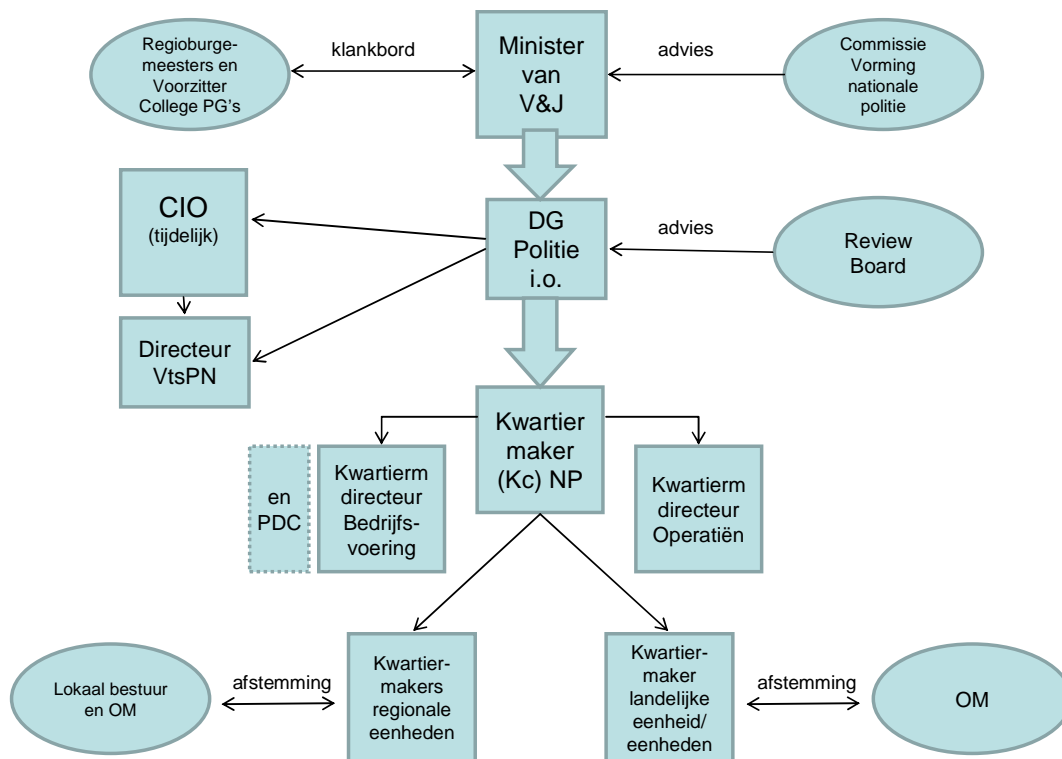 Regioburge-
meesters en
Voorzitter
College PG's
klankbord
Minister
van
V&J
advies
Commissie
Vorming
nationale
politie
CIO
(tijdelijk)
DG
Politie
i.o.
advies
Review
Board
Directeur
VtsPN
Kwartier
maker
(Kc) NP
en
PDC
Kwartierm
directeur
Bedrijfs-
voering
Kwartierm
directeur
Operatiën
Lokaal bestuur
en OM
afstemming
Kwartier-
makers
regionale
eenheden
Kwartier-
maker
landelijke
eenheid/
eenheden
afstemming
OM